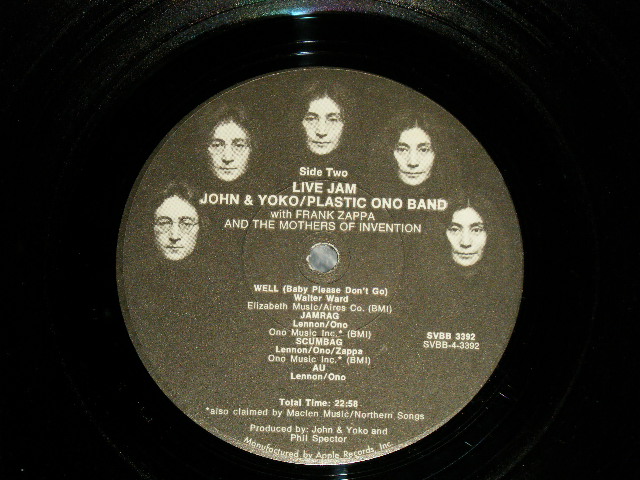 Side Two
LIVE JAM
JOHN & YOKO/PLASTIC ONO BAND
with FRANK ZAPPA
AND THE MOTHERS OF INVENTION
WELL (Baby Please Don't Go)
Walter Ward
Elizabeth Music/Aires Co. (BMI)
JAMRAG
Lennon/Ono
Ono Music Inc.* (BMI)
SCUMBAG
Lennon/Ono/Zappa
Ono Music Inc.* (BMI)
AU
Lennon/Ono
SVBB 3392
SVBB-4-3392
Total Time: 22:58
*also claimed by Maclen Music/Northern Songs
Produced by: John & Yoko and
Phil Spector
Manufactured by Apple Records, Inc.